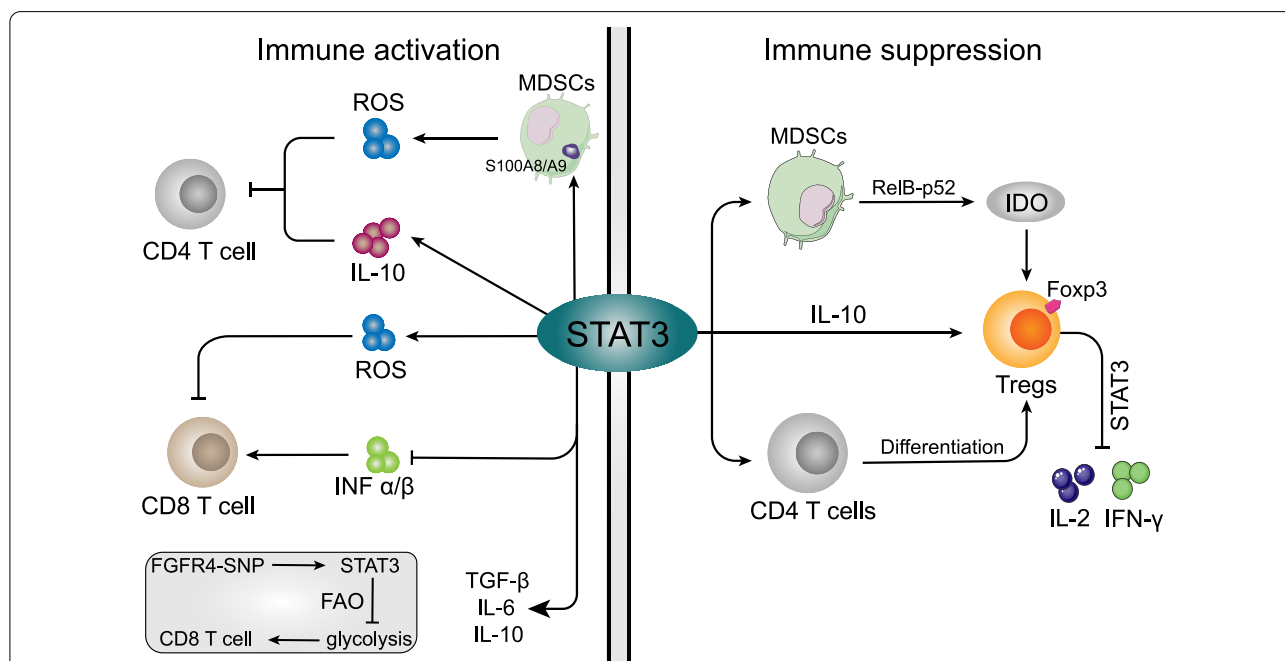 Immune activation
MDSCs
ROS
S100A8/A9
CD4 T cell
IL-10
ROS
INF α/β
CD8 T cell
FGFR4-SNP
STAT3
FAO
CD8 T cell
glycolysis
TGF-β
IL-6
IL-10
STAT3
Immune suppression
MDSCs
RelB-p52
IDO
Foxp3
IL-10
Tregs
STAT3
Differentiation
CD4 T cells
IL-2
IFN-γ